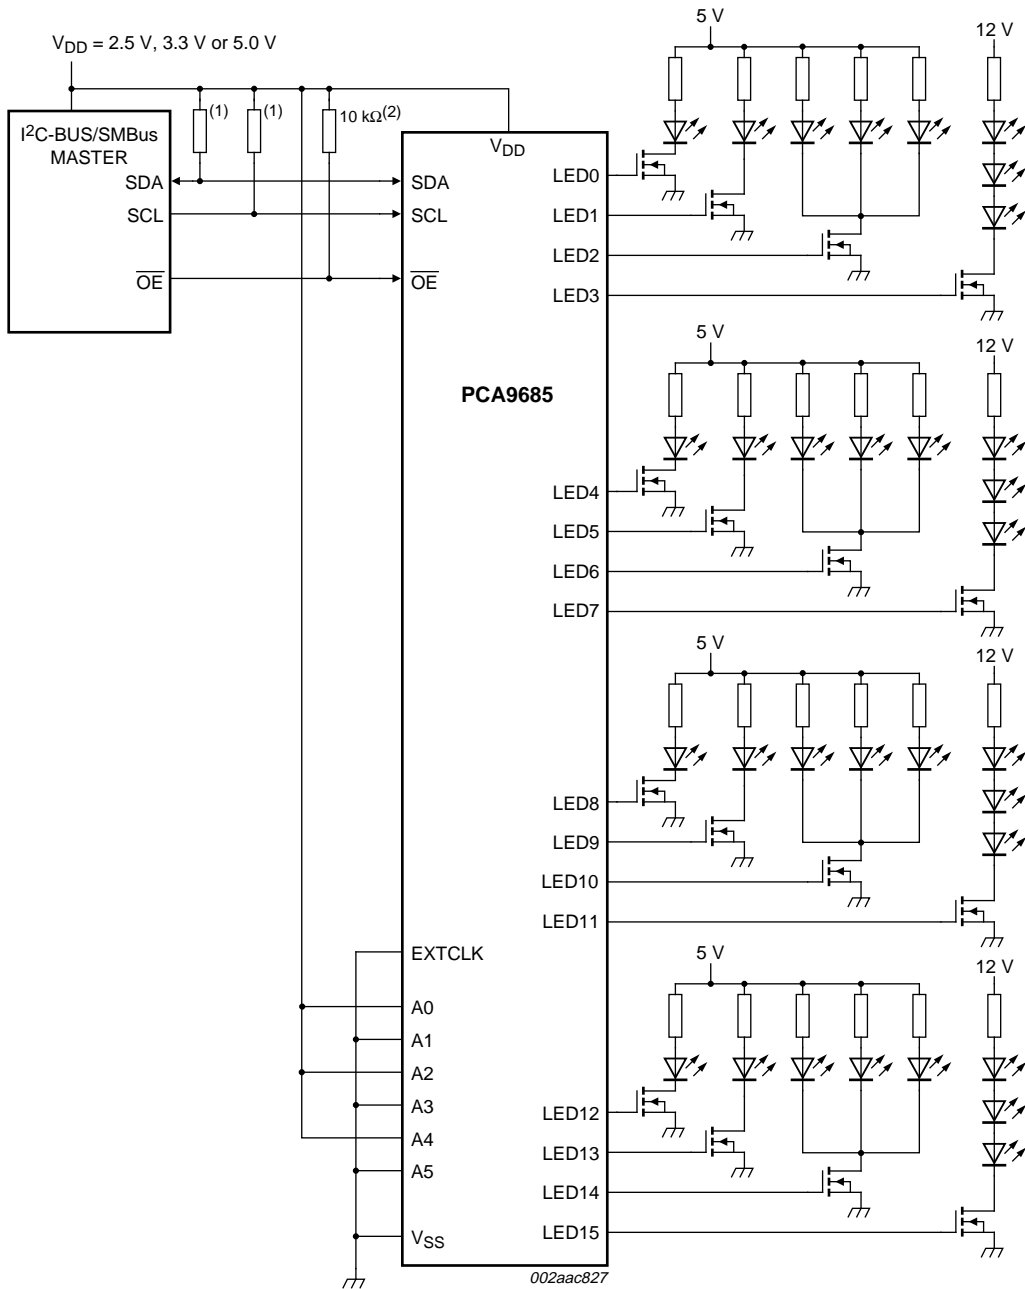 V_DD = 2.5 V, 3.3 V or 5.0 V
(1)
(1)
10 kΩ(2)
I²C-BUS/SMBus
MASTER
SDA
SCL
O̅E̅
V_DD
SDA
SCL
O̅E̅
PCA9685
EXTCLK
A0
A1
A2
A3
A4
A5
V_SS
LED0
LED1
LED2
LED3
LED4
LED5
LED6
LED7
LED8
LED9
LED10
LED11
LED12
LED13
LED14
LED15
5 V
12 V
5 V
12 V
5 V
12 V
5 V
12 V
002aac827